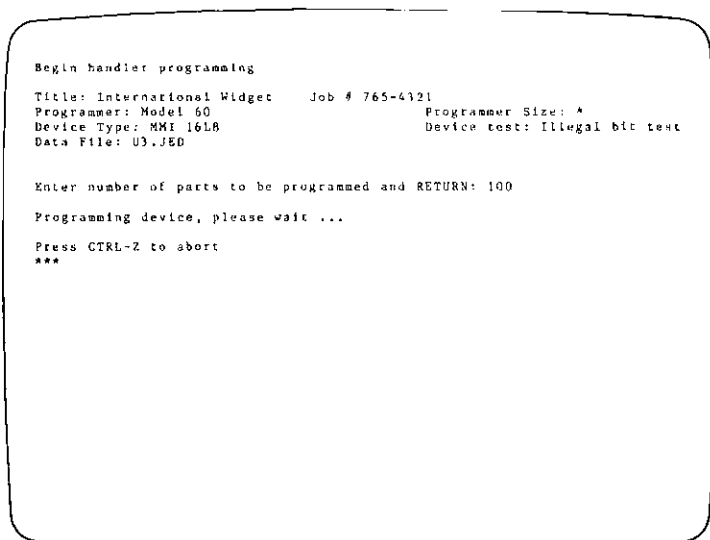 Begin handler programming
Title: International Widget Job # 765-4321
Programmer: Model 60 Programmer Size: *
Device Type: MMI 16L8 Device test: Illegal bit test
Data File: U3.JED
Enter number of parts to be programmed and RETURN: 100
Programming device, please wait ...
Press CTRL-Z to abort
***